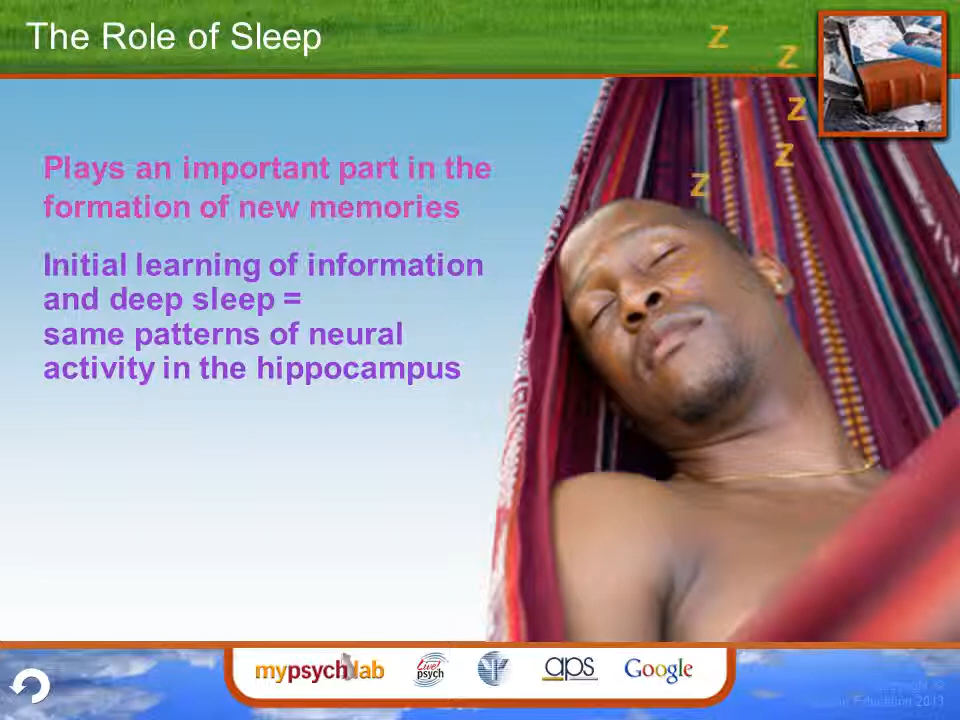 The Role of Sleep
z
z
z
z
z
Plays an important part in the
formation of new memories
Initial learning of information
and deep sleep =
same patterns of neural
activity in the hippocampus
mypsychlab
Live!
psych
aps
Google
Education 2013